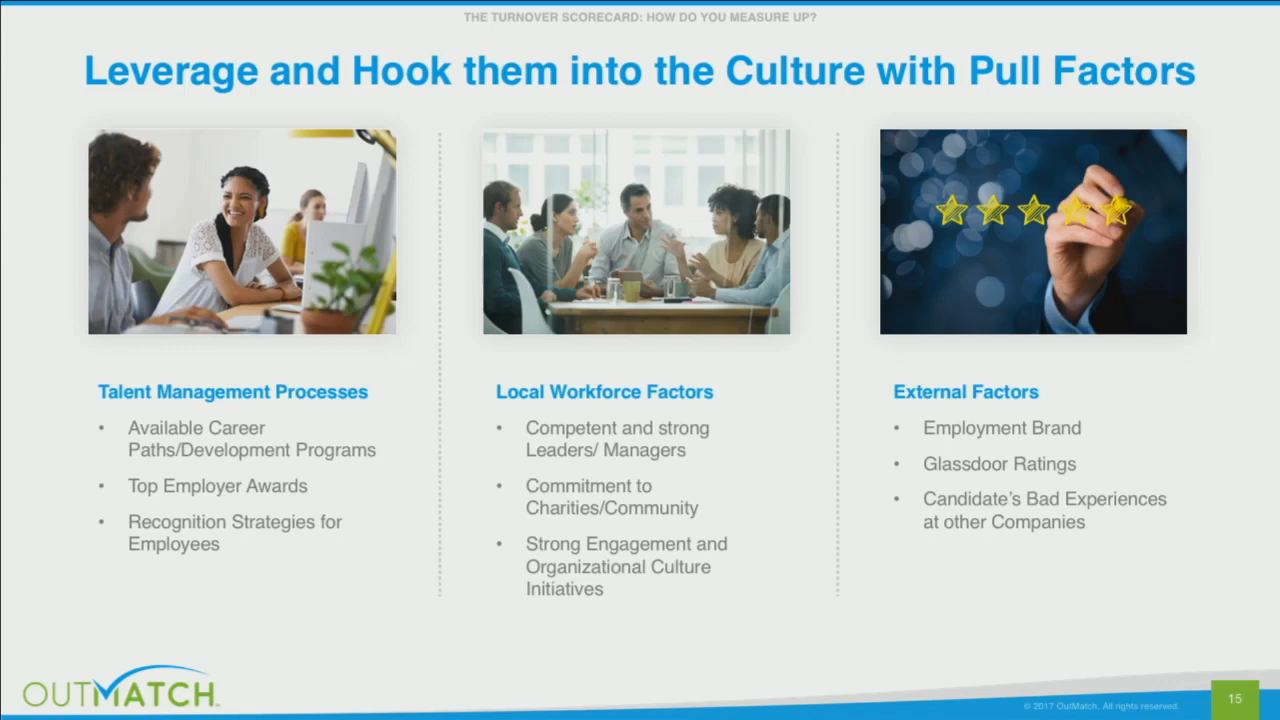 THE TURNOVER SCORECARD: HOW DO YOU MEASURE UP?
Leverage and Hook them into the Culture with Pull Factors
Talent Management Processes
• Available Career
Paths/Development Programs
• Top Employer Awards
• Recognition Strategies for
Employees
Local Workforce Factors
• Competent and strong
Leaders/ Managers
• Commitment to
Charities/Community
• Strong Engagement and
Organizational Culture
Initiatives
External Factors
• Employment Brand
• Glassdoor Ratings
• Candidate’s Bad Experiences
at other Companies
OUTMATCH™
© 2017 OutMatch. All rights reserved.
15